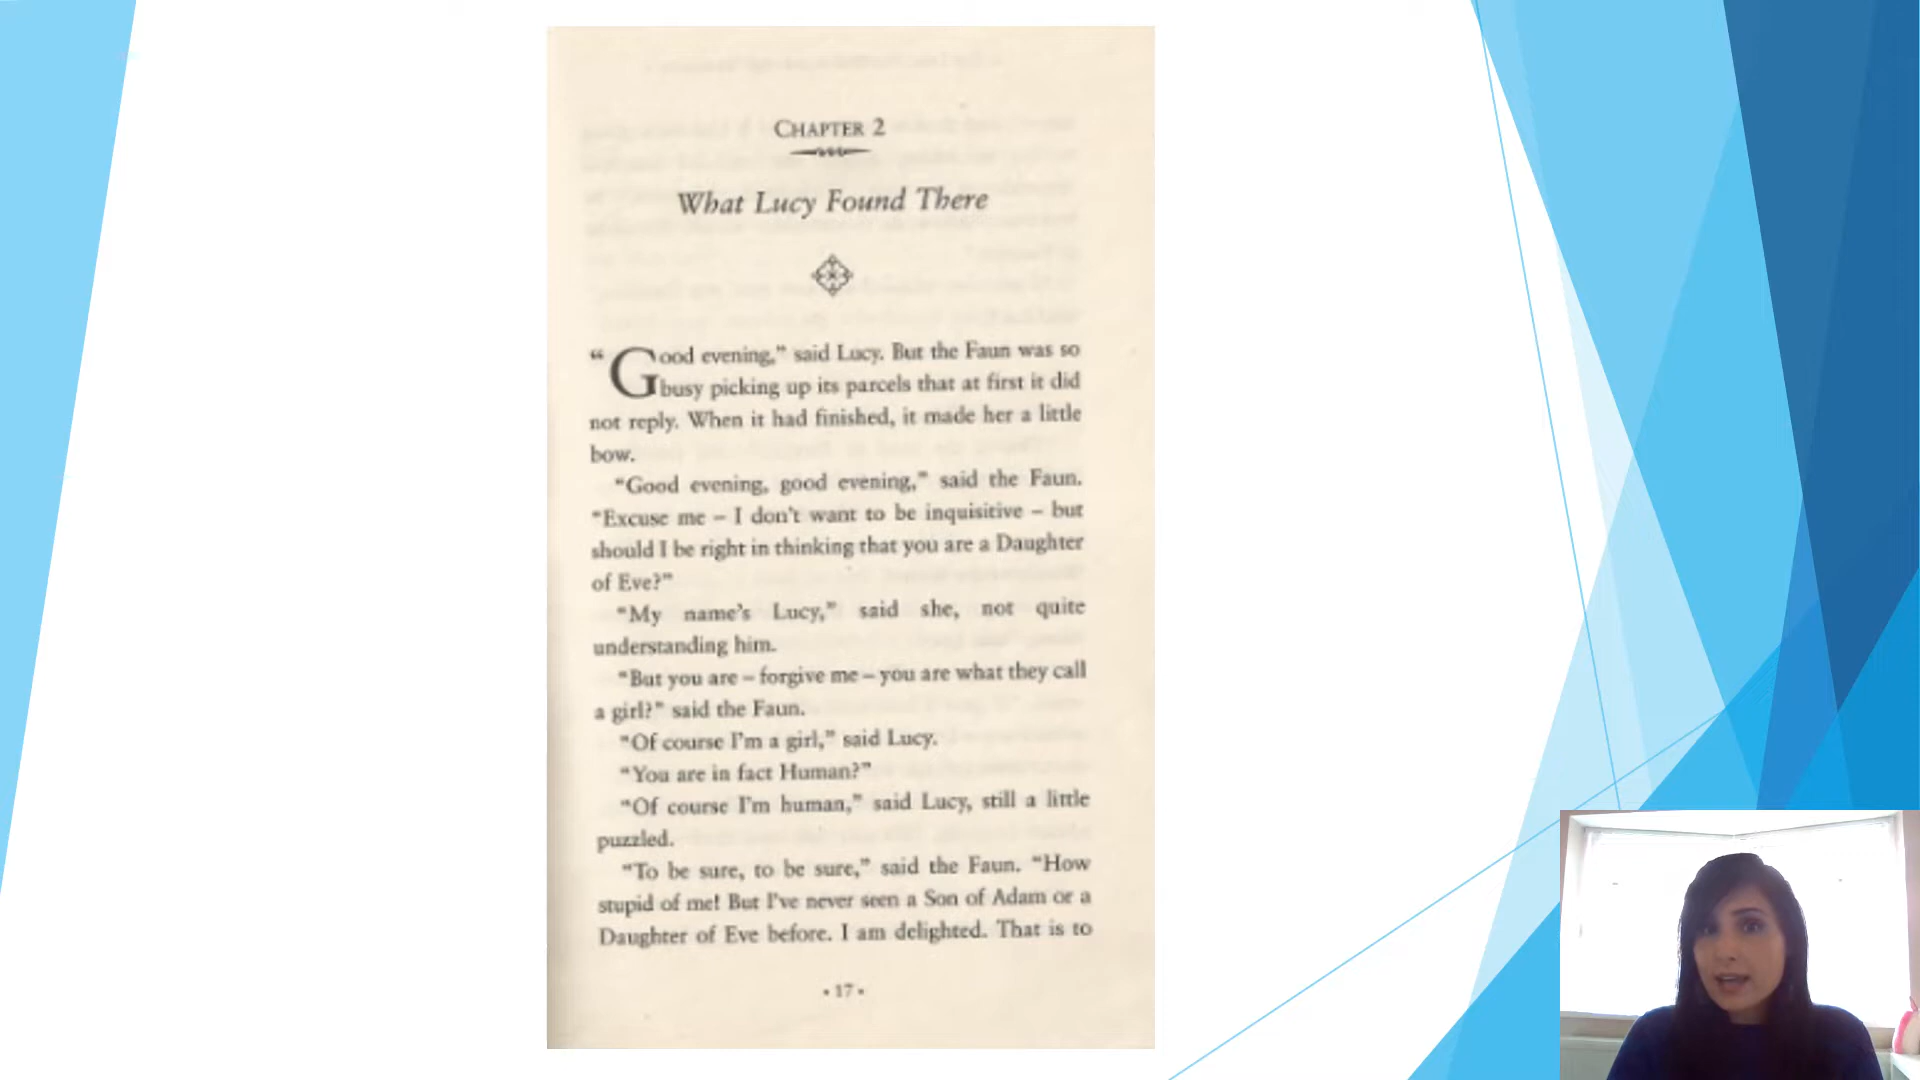 CHAPTER 2
What Lucy Found There
“Good evening,” said Lucy. But the Faun was so
busy picking up its parcels that at first it did
not reply. When it had finished, it made her a little
bow.
“Good evening, good evening,” said the Faun.
“Excuse me – I don’t want to be inquisitive – but
should I be right in thinking that you are a Daughter
of Eve?”
“My name’s Lucy,” said she, not quite
understanding him.
“But you are – forgive me – you are what they call
a girl?” said the Faun.
“Of course I’m a girl,” said Lucy.
“You are in fact Human?”
“Of course I’m human,” said Lucy, still a little
puzzled.
“To be sure, to be sure,” said the Faun. “How
stupid of me! But I’ve never seen a Son of Adam or a
Daughter of Eve before. I am delighted. That is to
• 17 •